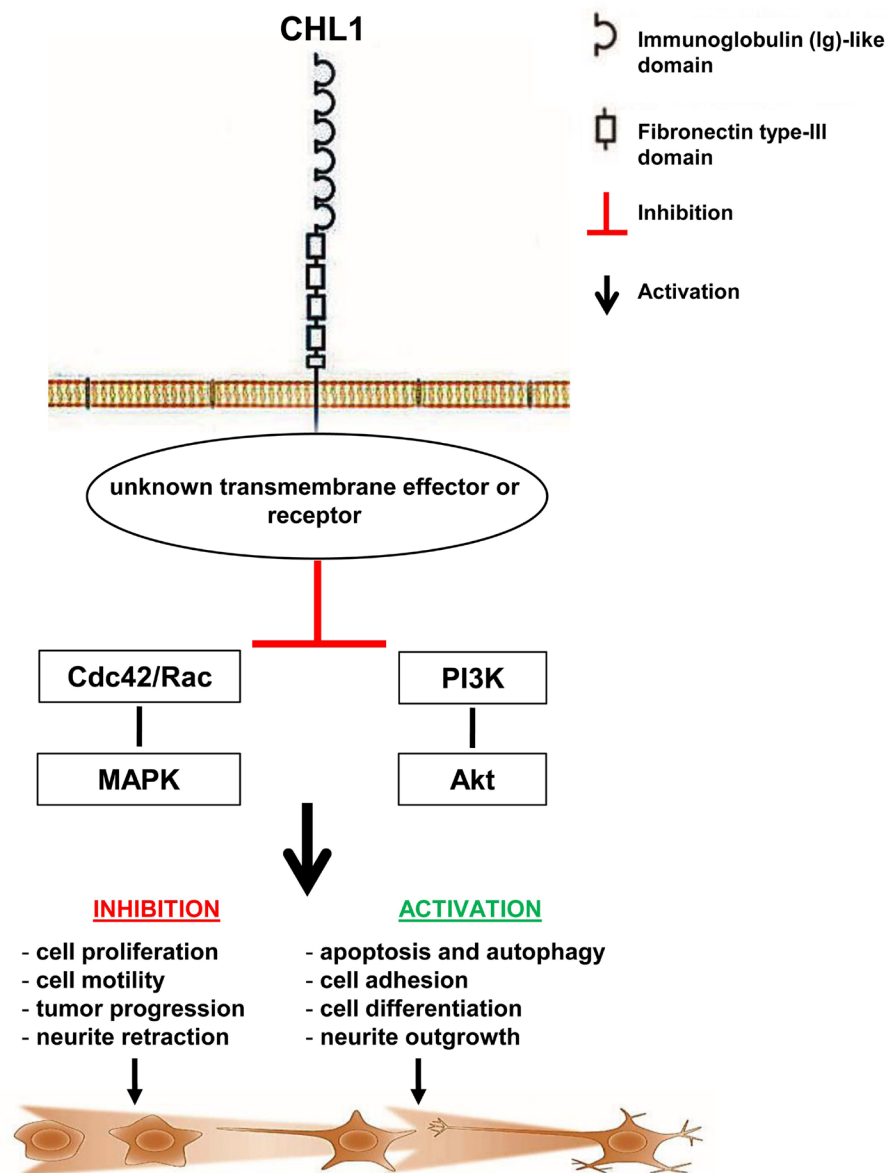 CHL1
Immunoglobulin (Ig)-like
domain
Fibronectin type-III
domain
Inhibition
Activation
unknown transmembrane effector or
receptor
Cdc42/Rac
PI3K
MAPK
Akt
INHIBITION
- cell proliferation
- cell motility
- tumor progression
- neurite retraction
ACTIVATION
- apoptosis and autophagy
- cell adhesion
- cell differentiation
- neurite outgrowth